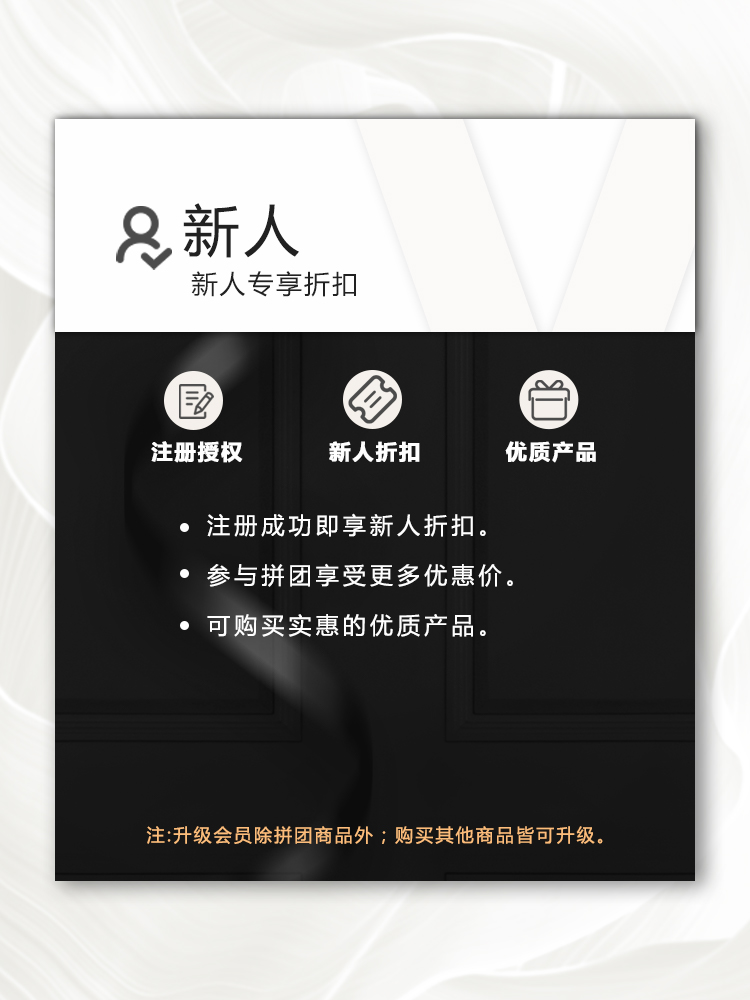 新人
新人专享折扣
注册授权
新人折扣
优质产品
• 注册成功即享新人折扣。
• 参与拼团享受更多优惠价。
• 可购买实惠的优质产品。
注:升级会员除拼团商品外；购买其他商品皆可升级。